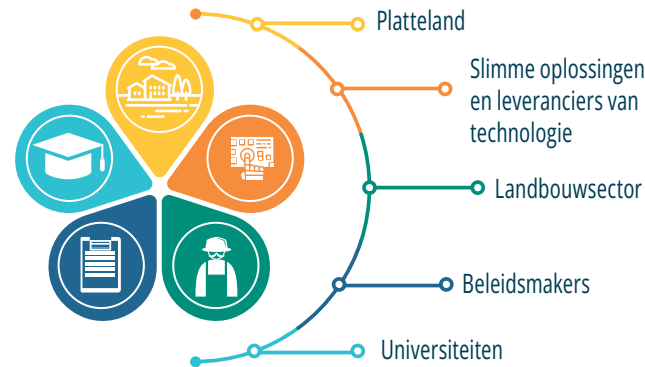 Platteland
Slimme oplossingen
en leveranciers van
technologie
Landbouwsector
Beleidsmakers
Universiteiten